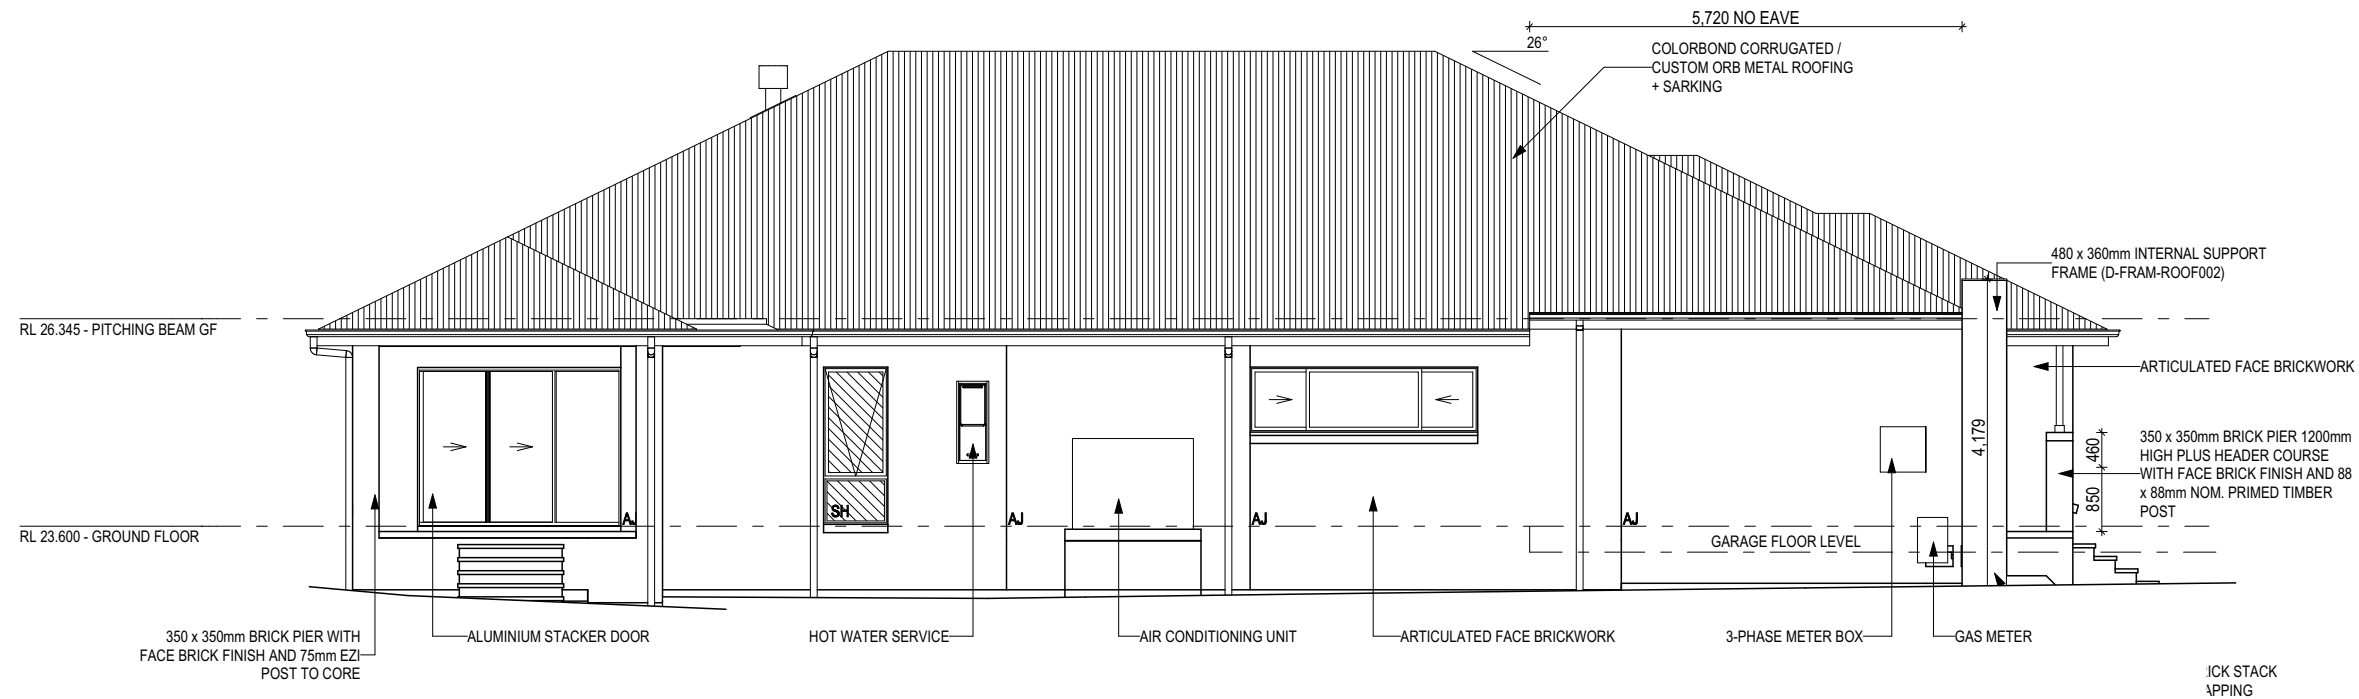 5,720 NO EAVE
26°
COLORBOND CORRUGATED /
CUSTOM ORB METAL ROOFING
+ SARKING
480 x 360mm INTERNAL SUPPORT
FRAME (D-FRAM-ROOF002)
RL 26.345 - PITCHING BEAM GF
ARTICULATED FACE BRICKWORK
4,179
460
850
350 x 350mm BRICK PIER 1200mm
HIGH PLUS HEADER COURSE
WITH FACE BRICK FINISH AND 88
x 88mm NOM. PRIMED TIMBER
POST
SH
AJ
AJ
AJ
AJ
RL 23.600 - GROUND FLOOR
GARAGE FLOOR LEVEL
350 x 350mm BRICK PIER WITH
FACE BRICK FINISH AND 75mm EZI
POST TO CORE
ALUMINIUM STACKER DOOR
HOT WATER SERVICE
AIR CONDITIONING UNIT
ARTICULATED FACE BRICKWORK
3-PHASE METER BOX
GAS METER
STACK